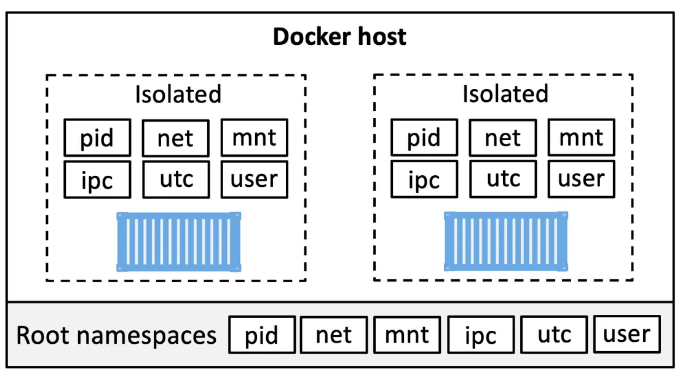 Docker host
Isolated
pid net mnt
ipc utc user
Isolated
pid net mnt
ipc utc user
Root namespaces pid net mnt ipc utc user